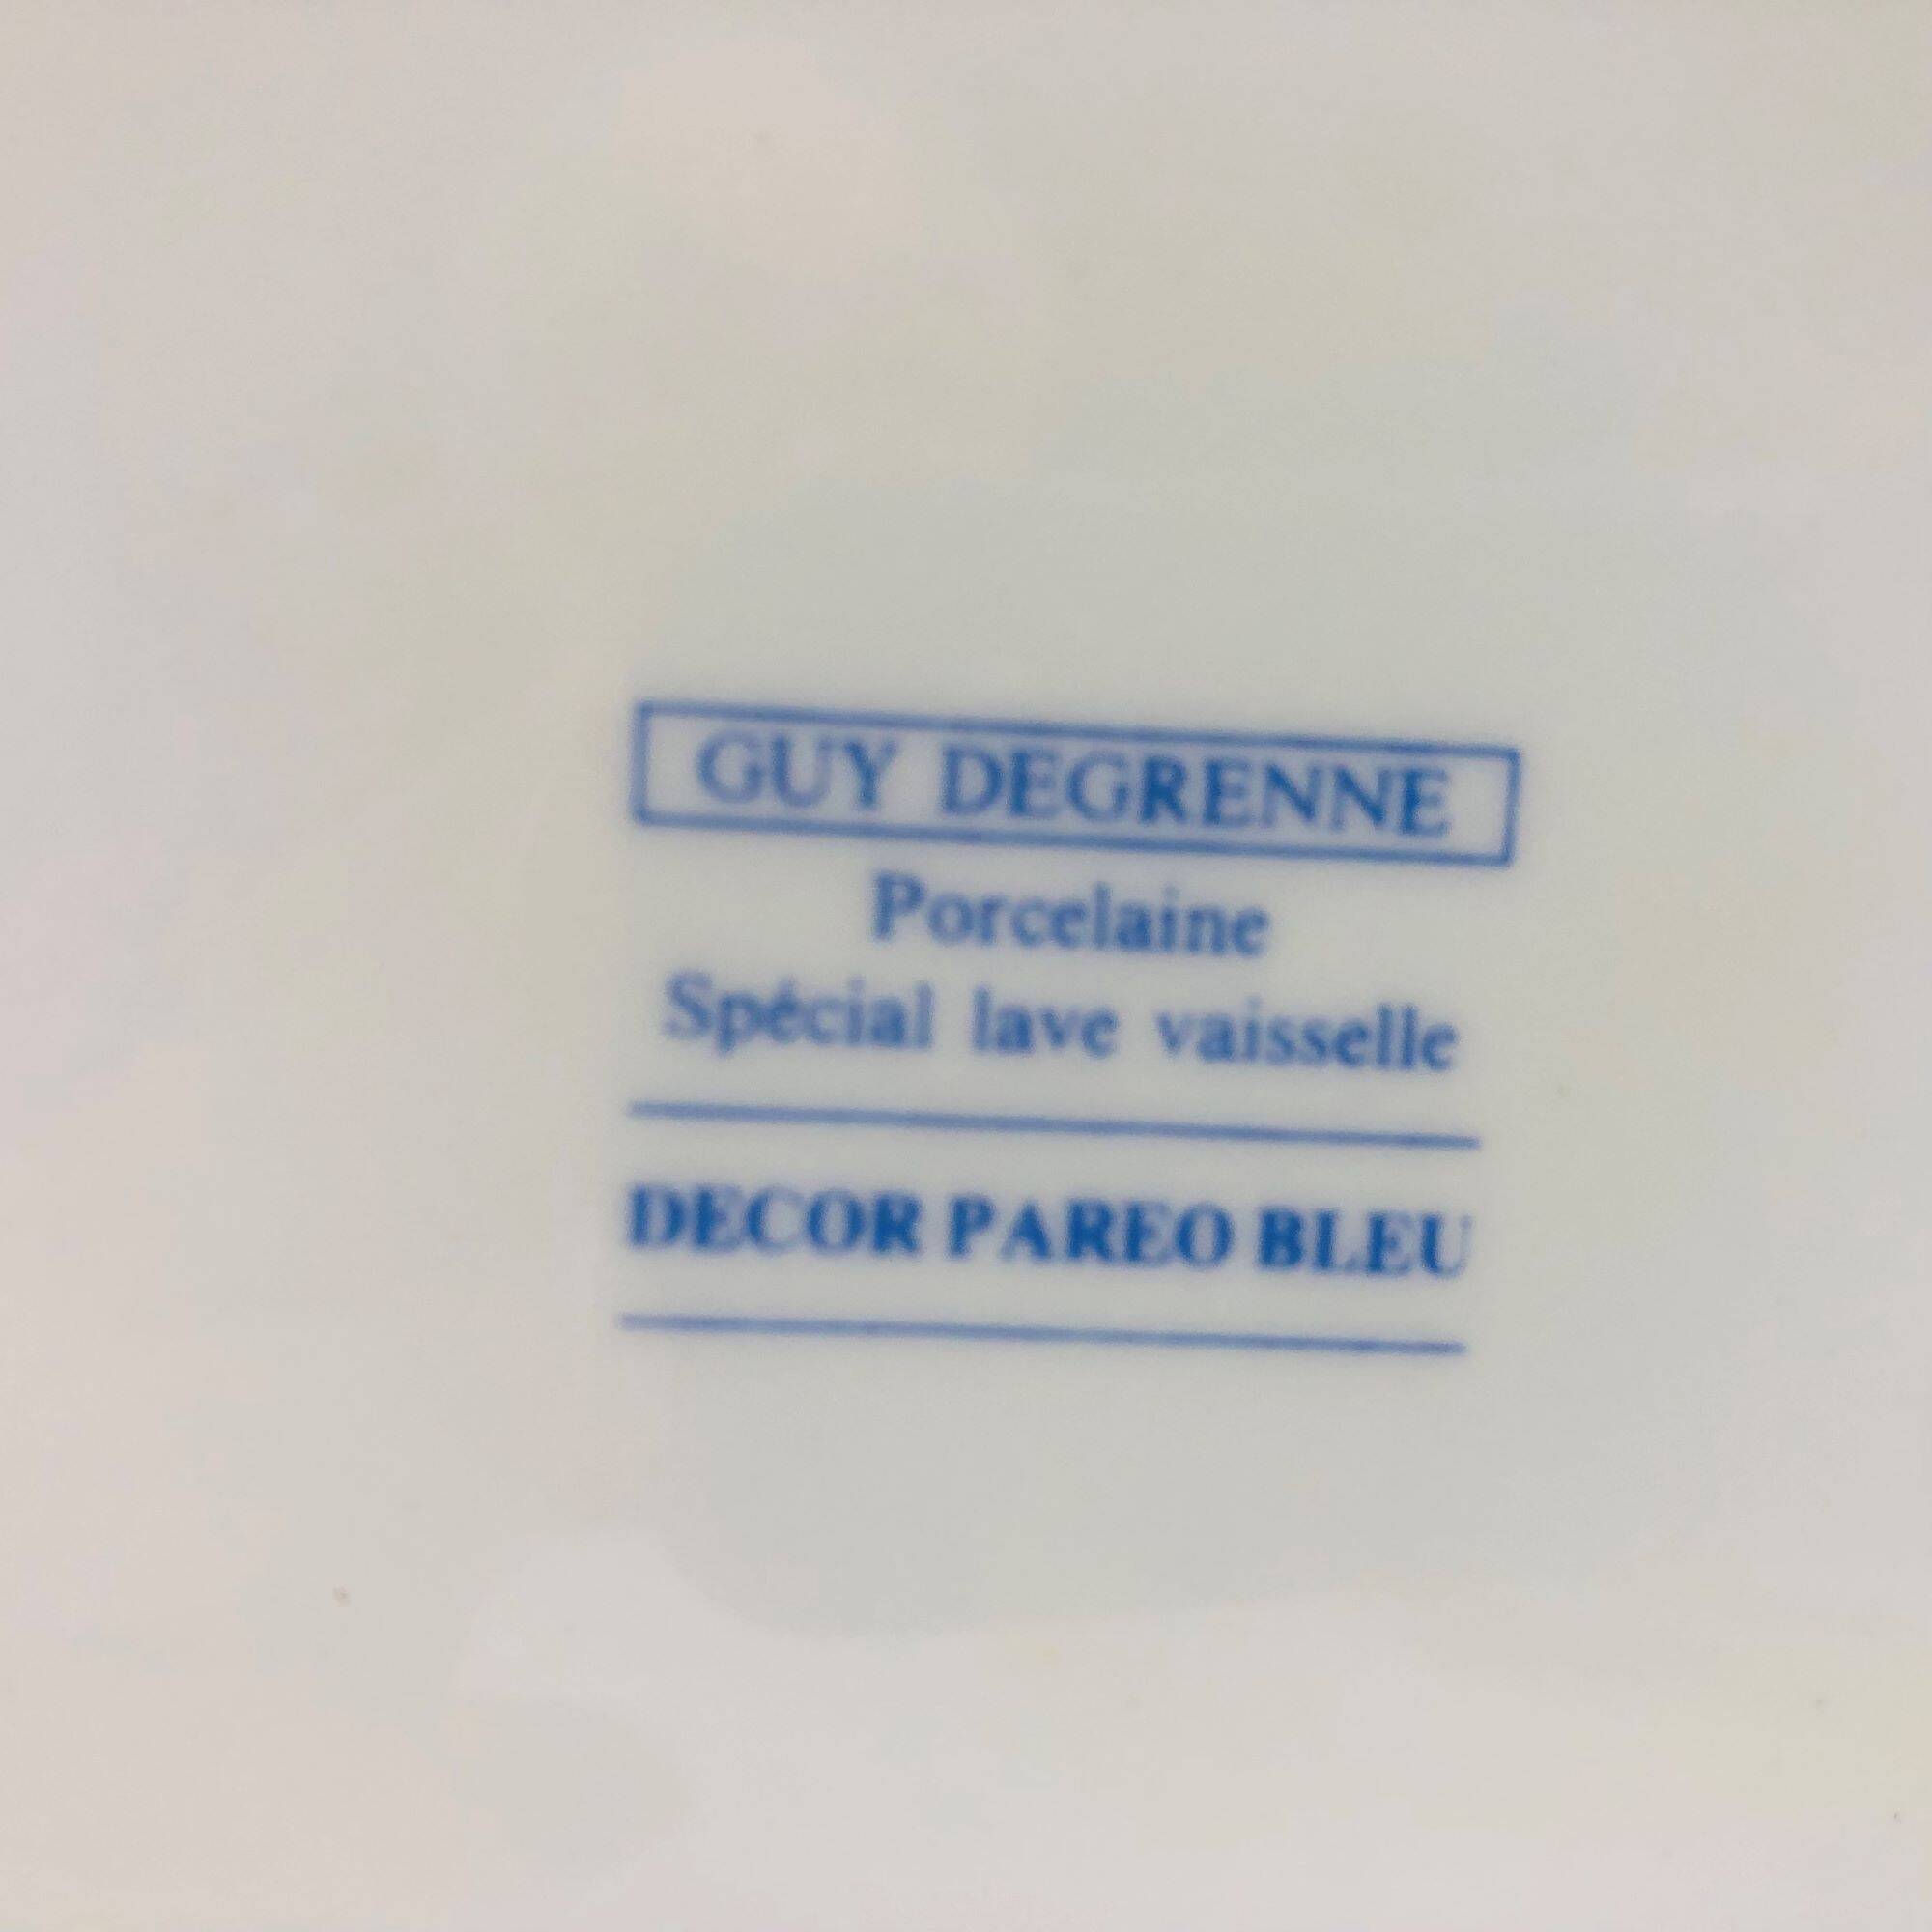 GUY DEGRENNE
Porcelaine
Spécial lave vaisselle
DECOR PAREO BLEU